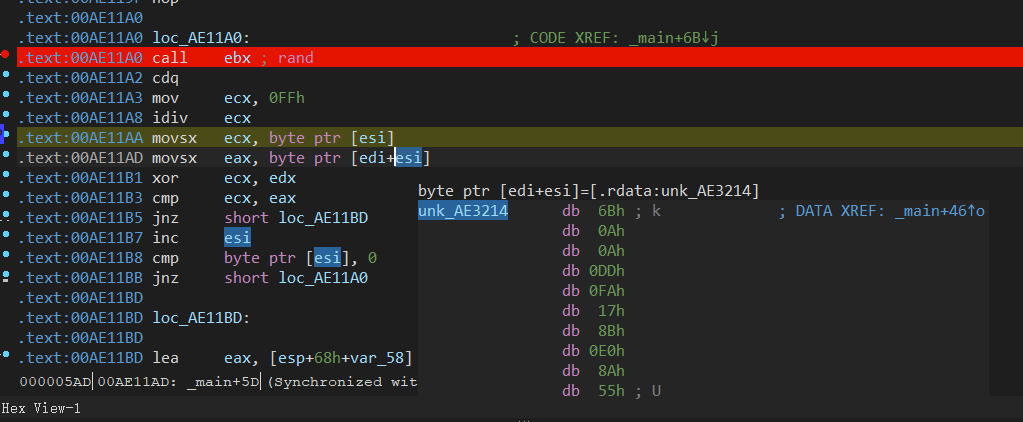 .text:00AE119F nop
.text:00AE11A0
.text:00AE11A0 loc_AE11A0: ; CODE XREF: _main+6B↓j
.text:00AE11A0 call ebx ; rand
.text:00AE11A2 cdq
.text:00AE11A3 mov ecx, 0FFh
.text:00AE11A8 idiv ecx
.text:00AE11AA movsx ecx, byte ptr [esi]
.text:00AE11AD movsx eax, byte ptr [edi+esi]
.text:00AE11B1 xor ecx, edx
.text:00AE11B3 cmp ecx, eax
.text:00AE11B5 jnz short loc_AE11BD
.text:00AE11B7 inc esi
.text:00AE11B8 cmp byte ptr [esi], 0
.text:00AE11BB jnz short loc_AE11A0
.text:00AE11BD
.text:00AE11BD loc_AE11BD:
.text:00AE11BD
.text:00AE11BD lea eax, [esp+68h+var_58]
000005AD 00AE11AD: _main+5D (Synchronized wit
byte ptr [edi+esi]=[.rdata:unk_AE3214]
unk_AE3214 db 6Bh ; k ; DATA XREF: _main+46↑o
db 0Ah
db 0Ah
db 0DDh
db 0FAh
db 17h
db 8Bh
db 0E0h
db 8Ah
db 55h ; U
Hex View-1